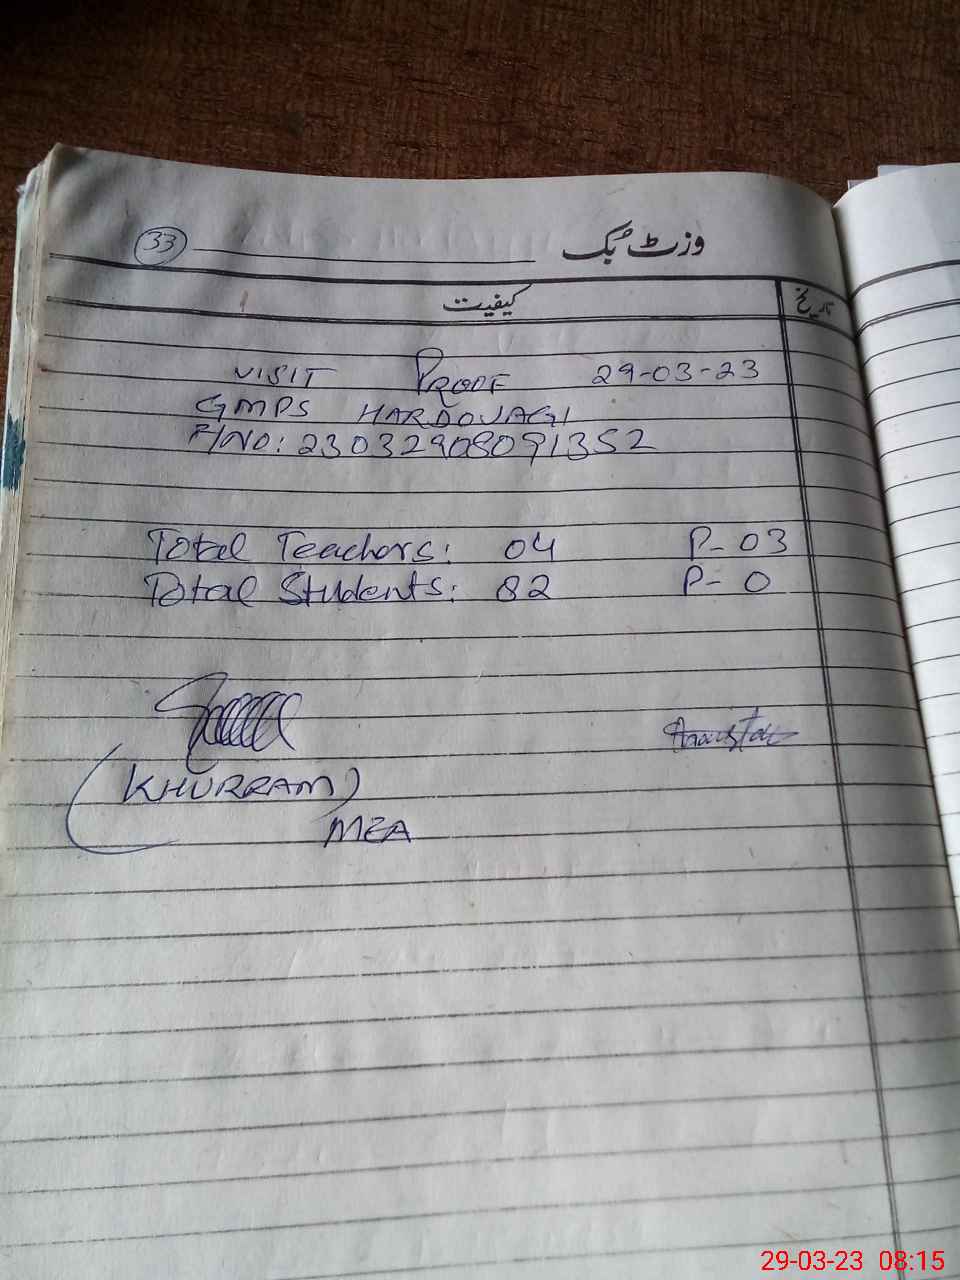 33 وزٹ بُک
کیفیت تاریخ
VISIT PROOF 29-03-23
GMPS HARDOJAGI
P/NO: 23032908091352
Total Teachers: 04 P- 03
Total Students: 82 P- 0
(KHURRAM)
MEA
29-03-23 08:15